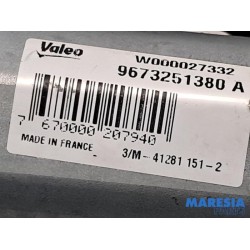 Valeo
W000027332
9673251380 A
7 670000 207940
MADE IN FRANCE
3/M - 41281 151-2
MARESIA